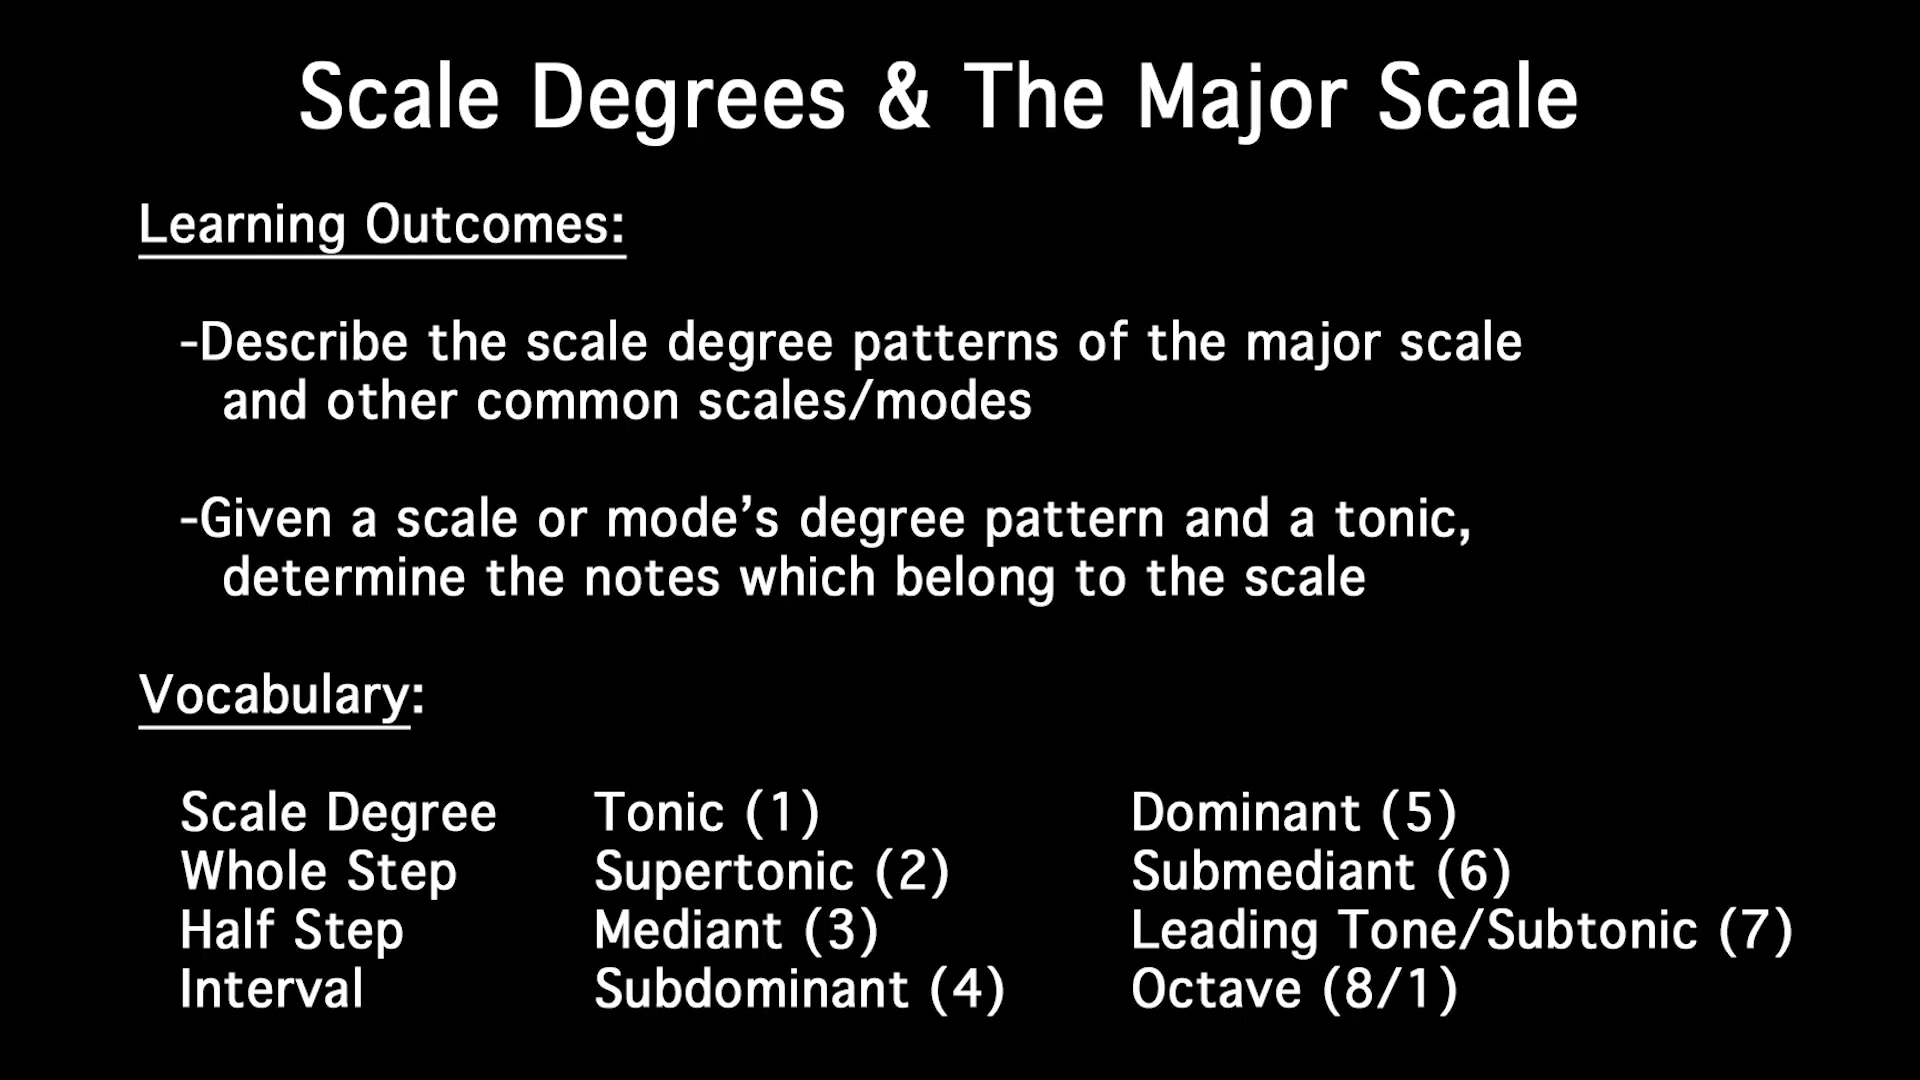 Scale Degrees & The Major Scale
Learning Outcomes:
-Describe the scale degree patterns of the major scale
and other common scales/modes
-Given a scale or mode’s degree pattern and a tonic,
determine the notes which belong to the scale
Vocabulary:
Scale Degree
Whole Step
Half Step
Interval
Tonic (1)
Supertonic (2)
Mediant (3)
Subdominant (4)
Dominant (5)
Submediant (6)
Leading Tone/Subtonic (7)
Octave (8/1)